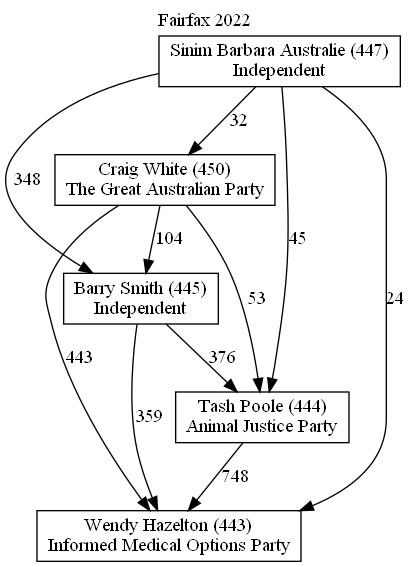 Fairfax 2022
Sinim Barbara Australie (447)
Independent
32
Craig White (450)
The Great Australian Party
348
104
45
53
24
Barry Smith (445)
Independent
443
376
359
Tash Poole (444)
Animal Justice Party
748
Wendy Hazelton (443)
Informed Medical Options Party